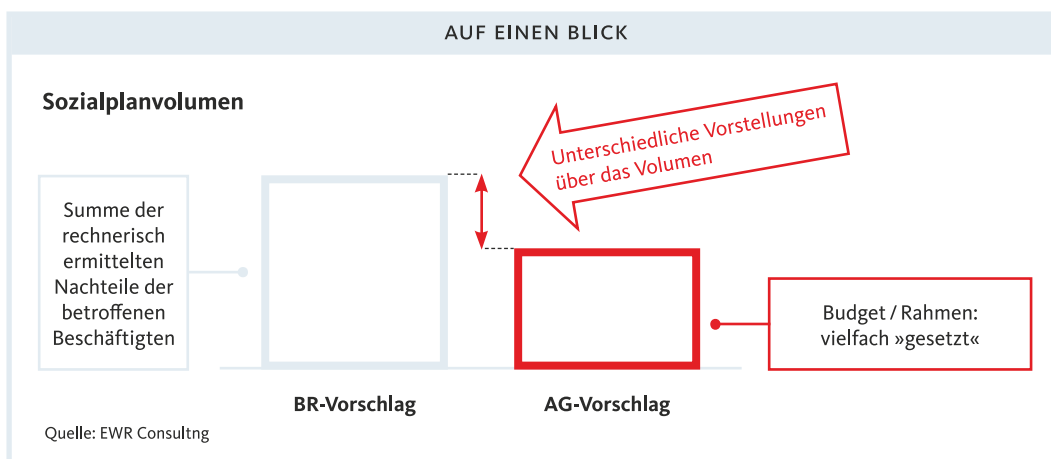 AUF EINEN BLICK
Sozialplanvolumen
Unterschiedliche Vorstellungen
über das Volumen
Summe der
rechnerisch
ermittelten
Nachteile der
betroffenen
Beschäftigten
Budget / Rahmen:
vielfach »gesetzt«
BR-Vorschlag
AG-Vorschlag
Quelle: EWR Consultng